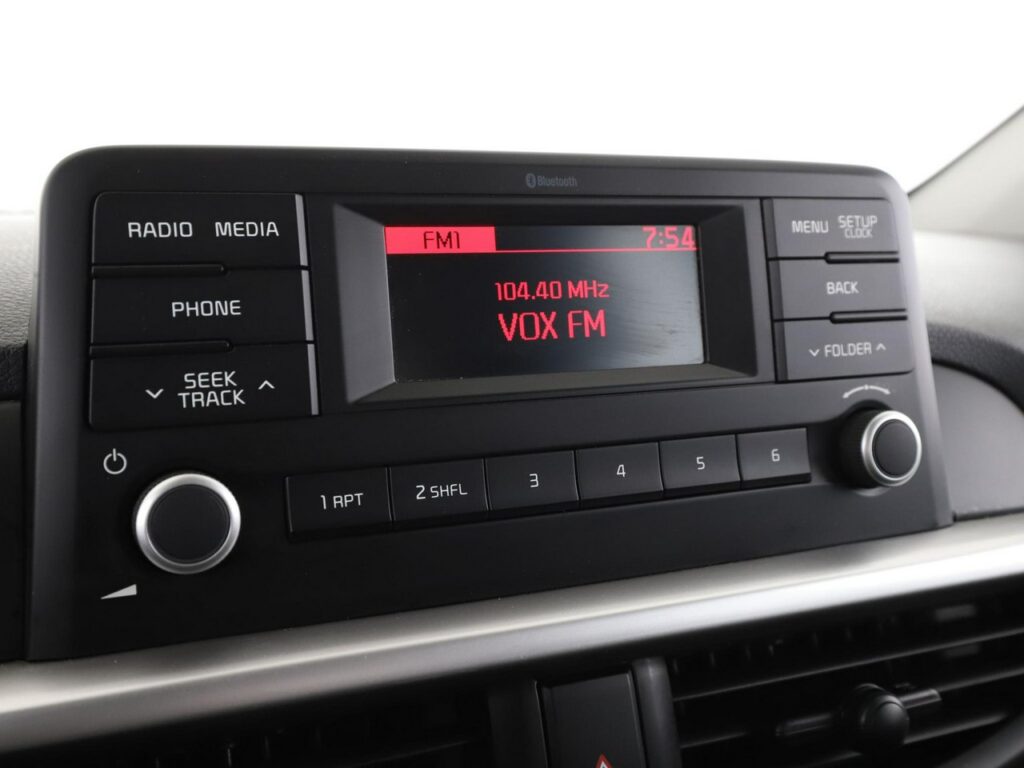 Bluetooth
RADIO MEDIA
FM1 7:54
MENU SETUP
CLOCK
PHONE
104.40 MHz
BACK
VOX FM
SEEK
TRACK
FOLDER
1 RPT 2 SHFL 3 4 5 6